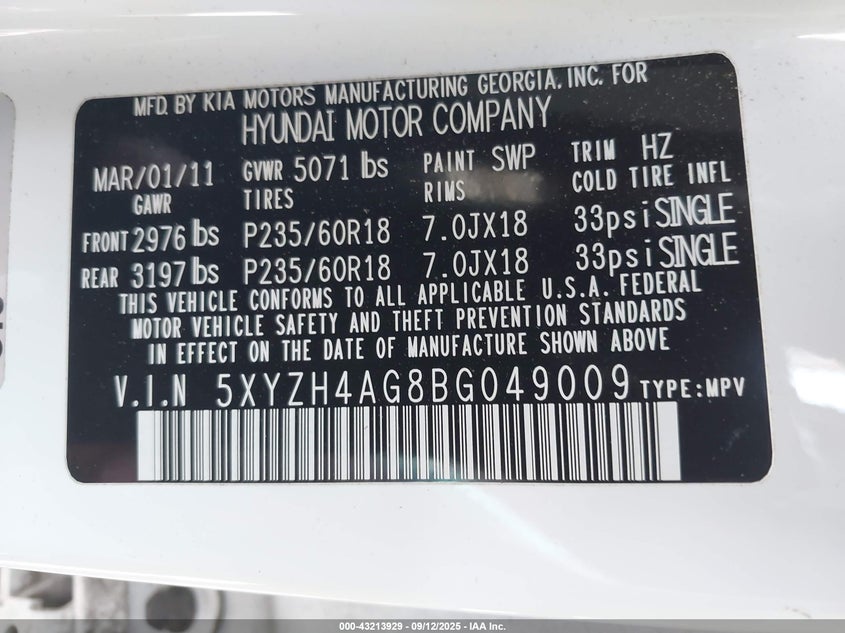 MFD. BY KIA MOTORS MANUFACTURING GEORGIA, INC. FOR
HYUNDAI MOTOR COMPANY
MAR/01/11 GVWR 5071 lbs PAINT SWP TRIM HZ
GAWR TIRES RIMS COLD TIRE INFL
FRONT 2976 lbs P235/60R18 7.0JX18 33psi SINGLE
REAR 3197 lbs P235/60R18 7.0JX18 33psi SINGLE
THIS VEHICLE CONFORMS TO ALL APPLICABLE U.S.A. FEDERAL
MOTOR VEHICLE SAFETY AND THEFT PREVENTION STANDARDS
IN EFFECT ON THE DATE OF MANUFACTURE SHOWN ABOVE
V.I.N 5XYZH4AG8BG049009 TYPE:MPV
000-43213929 - 09/12/2025 - IAA Inc.